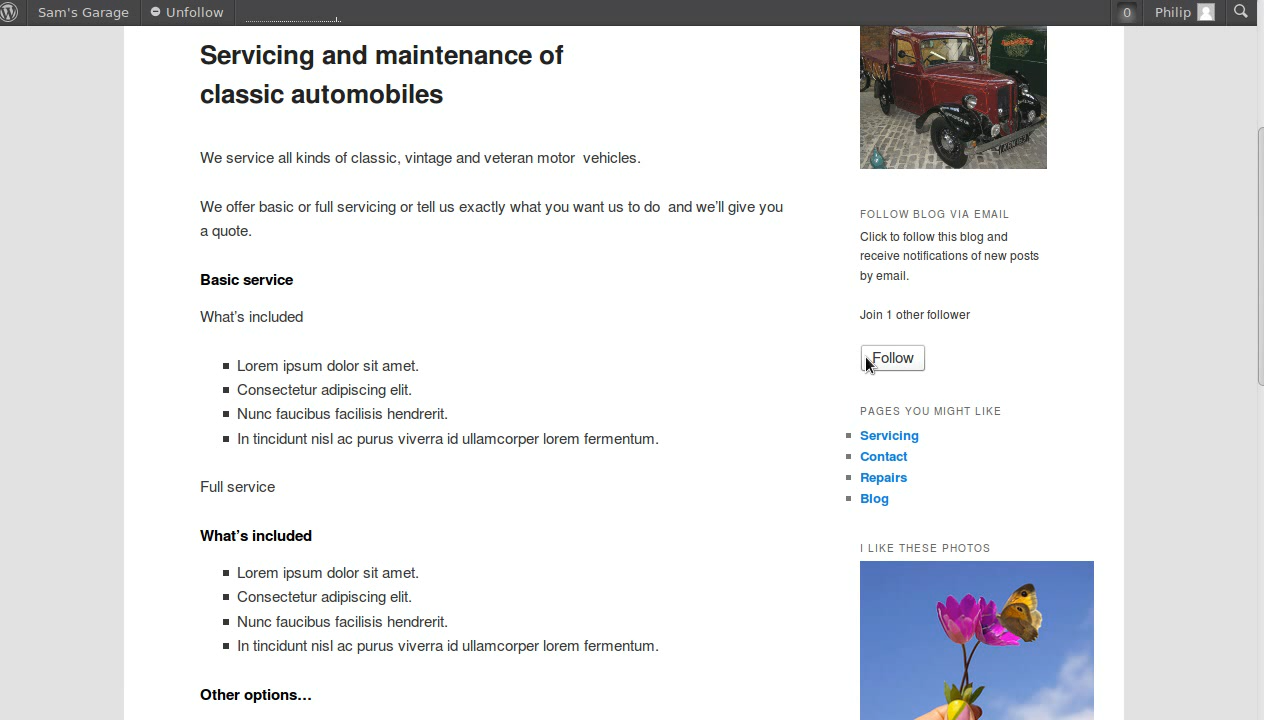 Sam's Garage
Unfollow
0
Philip
Servicing and maintenance of
classic automobiles
We service all kinds of classic, vintage and veteran motor  vehicles.
We offer basic or full servicing or tell us exactly what you want us to do  and we’ll give you
a quote.
Basic service
What’s included
Lorem ipsum dolor sit amet.
Consectetur adipiscing elit.
Nunc faucibus facilisis hendrerit.
In tincidunt nisl ac purus viverra id ullamcorper lorem fermentum.
Full service
What’s included
Lorem ipsum dolor sit amet.
Consectetur adipiscing elit.
Nunc faucibus facilisis hendrerit.
In tincidunt nisl ac purus viverra id ullamcorper lorem fermentum.
Other options…
FOLLOW BLOG VIA EMAIL
Click to follow this blog and
receive notifications of new posts
by email.
Join 1 other follower
Follow
PAGES YOU MIGHT LIKE
Servicing
Contact
Repairs
Blog
I LIKE THESE PHOTOS